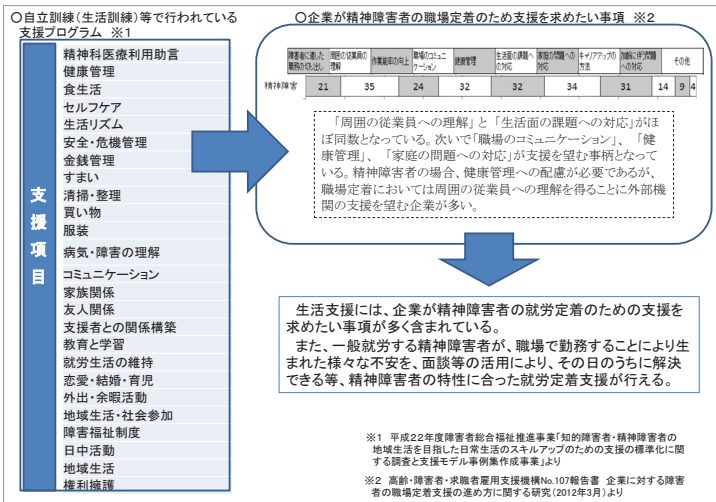 ○自立訓練(生活訓練)等で行われている
支援プログラム ※1
支援項目
精神科医療利用助言
健康管理
食生活
セルフケア
生活リズム
安全・危機管理
金銭管理
すまい
清掃・整理
買い物
服装
病気・障害の理解
コミュニケーション
家族関係
友人関係
支援者との関係構築
教育と学習
就労生活の維持
恋愛・結婚・育児
外出・余暇活動
地域生活・社会参加
障害福祉制度
日中活動
地域生活
権利擁護
○企業が精神障害者の職場定着のため支援を求めたい事項 ※2
障害者に適した職務の切り出し
周囲の従業員の理解
作業能率の向上
職場のコミュニケーション
健康管理
生活面の課題への対応
家庭の問題への対応
キャリアアップの方法
加齢に伴う問題への対応
その他
精神障害 21 35 24 32 32 34 31 14 9 4
「周囲の従業員への理解」と「生活面の課題への対応」がほ
ぼ同数となっている。次いで「職場のコミュニケーション」、「健
康管理」、「家庭の問題への対応」が支援を望む事柄となって
いる。精神障害者の場合、健康管理への配慮が必要であるが、
職場定着においては周囲の従業員への理解を得ることに外部機
関の支援を望む企業が多い。
生活支援には、企業が精神障害者の就労定着のための支援を
求めたい事項が多く含まれている。
また、一般就労する精神障害者が、職場で勤務することにより生
まれた様々な不安を、面談等の活用により、その日のうちに解決
できる等、精神障害者の特性に合った就労定着支援が行える。
※1 平成22年度障害者総合福祉推進事業「知的障害者・精神障害者の
地域生活を目指した日常生活のスキルアップのための支援の標準化に関
する調査と支援モデル事例集作成事業」より
※2 高齢・障害者・求職者雇用支援機構No.107報告書 企業に対する障害
者の職場定着支援の進め方に関する研究(2012年3月)より